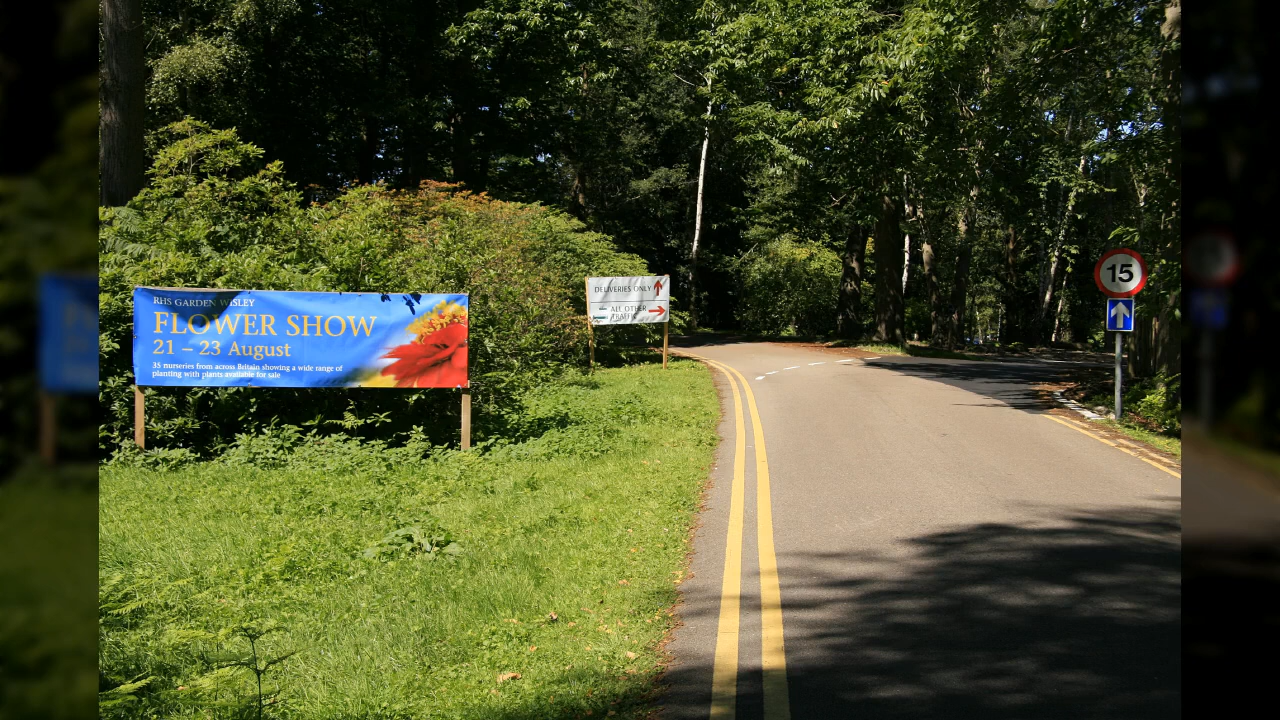 RHS GARDEN WISLEY
FLOWER SHOW
21 – 23 August
35 nurseries from across Britain showing a wide range of
planting with plants available for sale
DELIVERIES ONLY
ALL OTHER
TRAFFIC
15